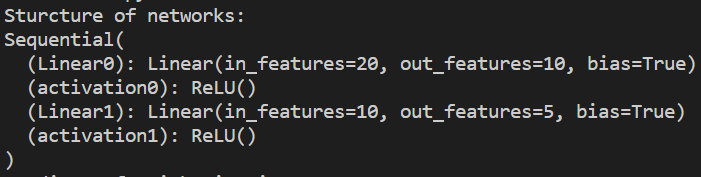 Sturcture of networks:
Sequential(
  (Linear0): Linear(in_features=20, out_features=10, bias=True)
  (activation0): ReLU()
  (Linear1): Linear(in_features=10, out_features=5, bias=True)
  (activation1): ReLU()
)